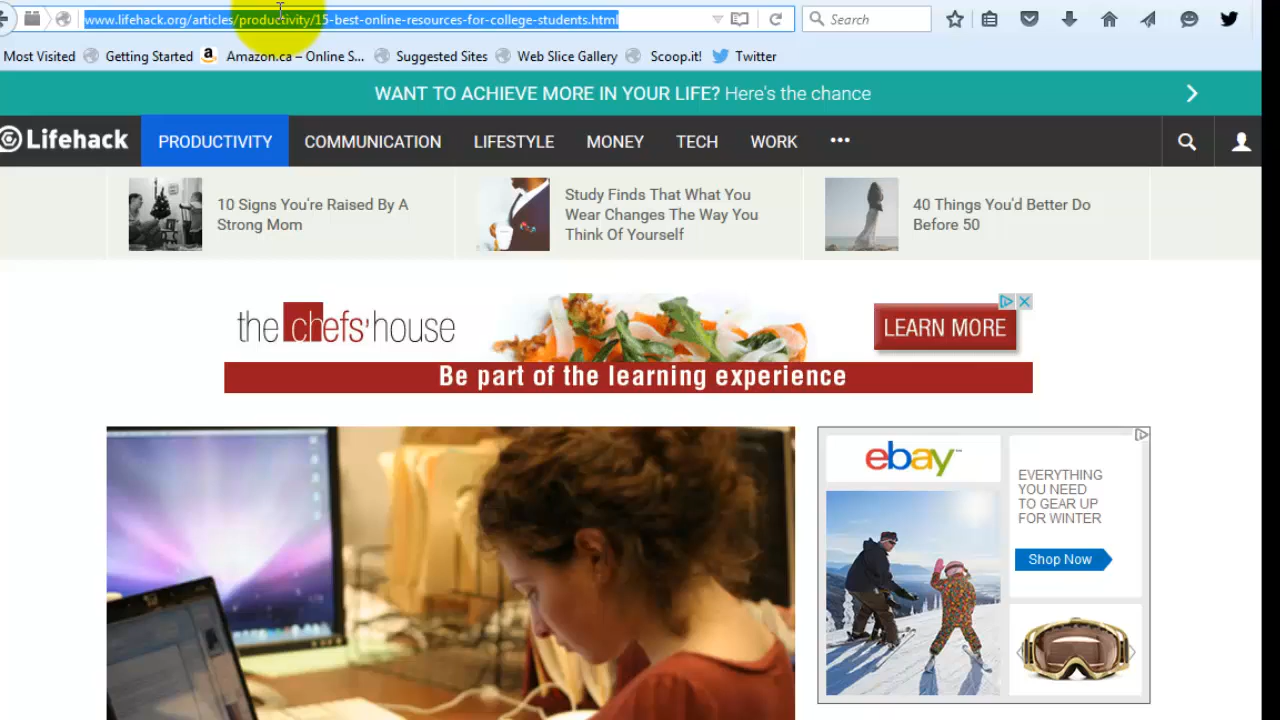 www.lifehack.org/articles/productivity/15-best-online-resources-for-college-students.html
Search
Most Visited Getting Started Amazon.ca – Online S... Suggested Sites Web Slice Gallery Scoop.it! Twitter
WANT TO ACHIEVE MORE IN YOUR LIFE? Here's the chance
Lifehack PRODUCTIVITY COMMUNICATION LIFESTYLE MONEY TECH WORK •••
10 Signs You're Raised By A
Strong Mom
Study Finds That What You
Wear Changes The Way You
Think Of Yourself
40 Things You'd Better Do
Before 50
the chefs' house
LEARN MORE
Be part of the learning experience
ebay™
EVERYTHING
YOU NEED
TO GEAR UP
FOR WINTER
Shop Now